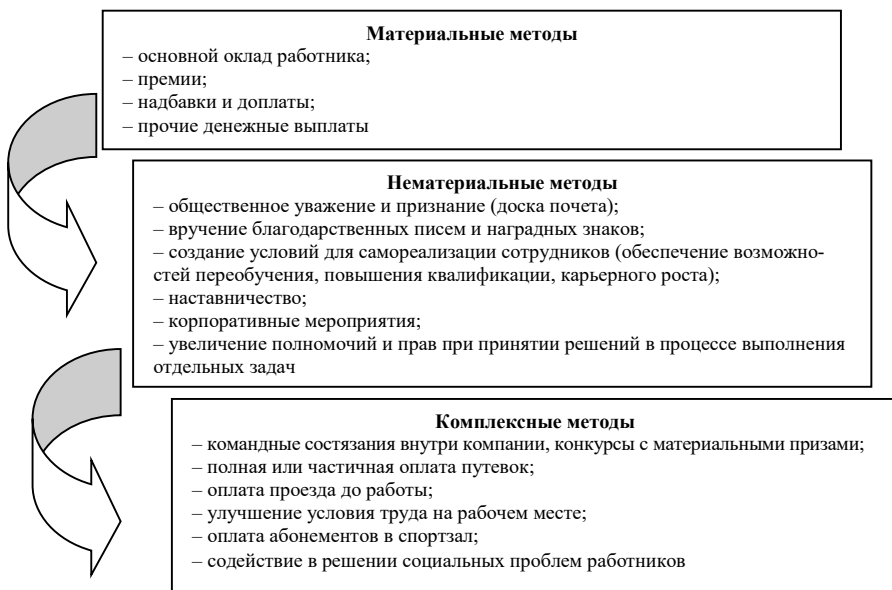 Материальные методы
– основной оклад работника;
– премии;
– надбавки и доплаты;
– прочие денежные выплаты
Нематериальные методы
– общественное уважение и признание (доска почета);
– вручение благодарственных писем и наградных знаков;
– создание условий для самореализации сотрудников (обеспечение возможно-
стей переобучения, повышения квалификации, карьерного роста);
– наставничество;
– корпоративные мероприятия;
– увеличение полномочий и прав при принятии решений в процессе выполнения
отдельных задач
Комплексные методы
– командные состязания внутри компании, конкурсы с материальными призами;
– полная или частичная оплата путевок;
– оплата проезда до работы;
– улучшение условия труда на рабочем месте;
– оплата абонементов в спортзал;
– содействие в решении социальных проблем работников